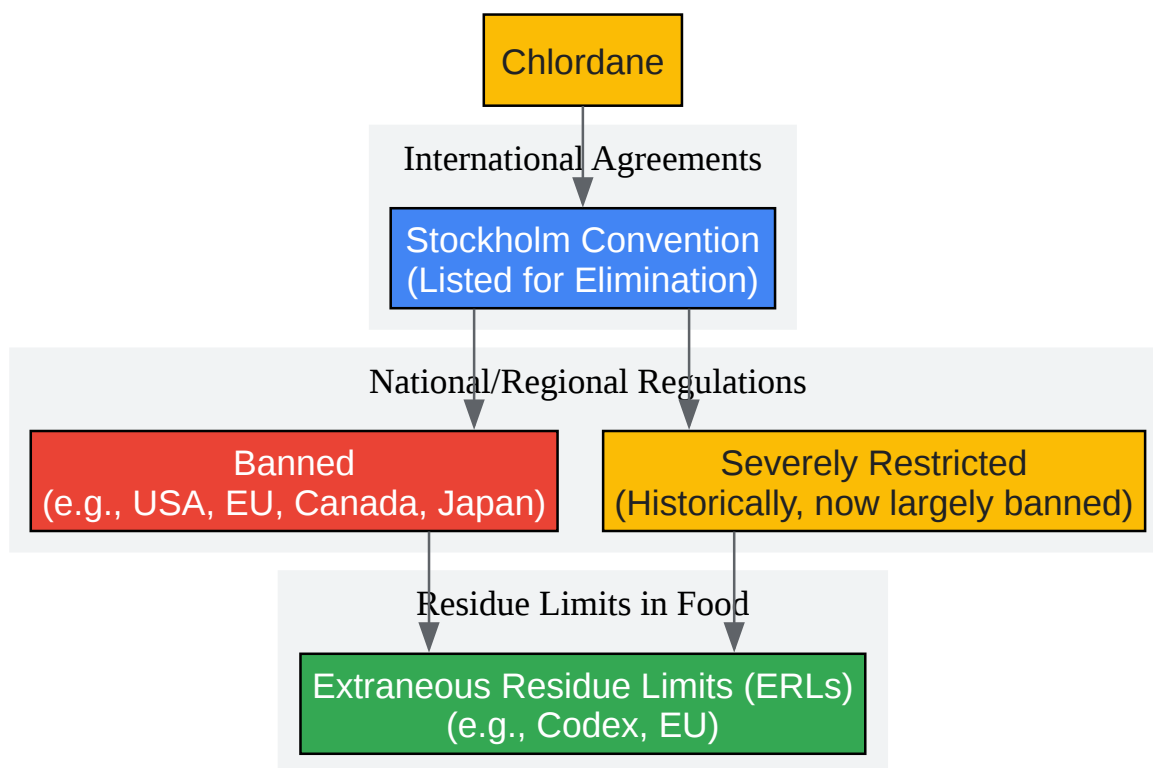 Chlordane
International Agreements
Stockholm Convention
(Listed for Elimination)
National/Regional Regulations
Banned
(e.g., USA, EU, Canada, Japan)
Severely Restricted
(Historically, now largely banned)
Residue Limits in Food
Extraneous Residue Limits (ERLs)
(e.g., Codex, EU)